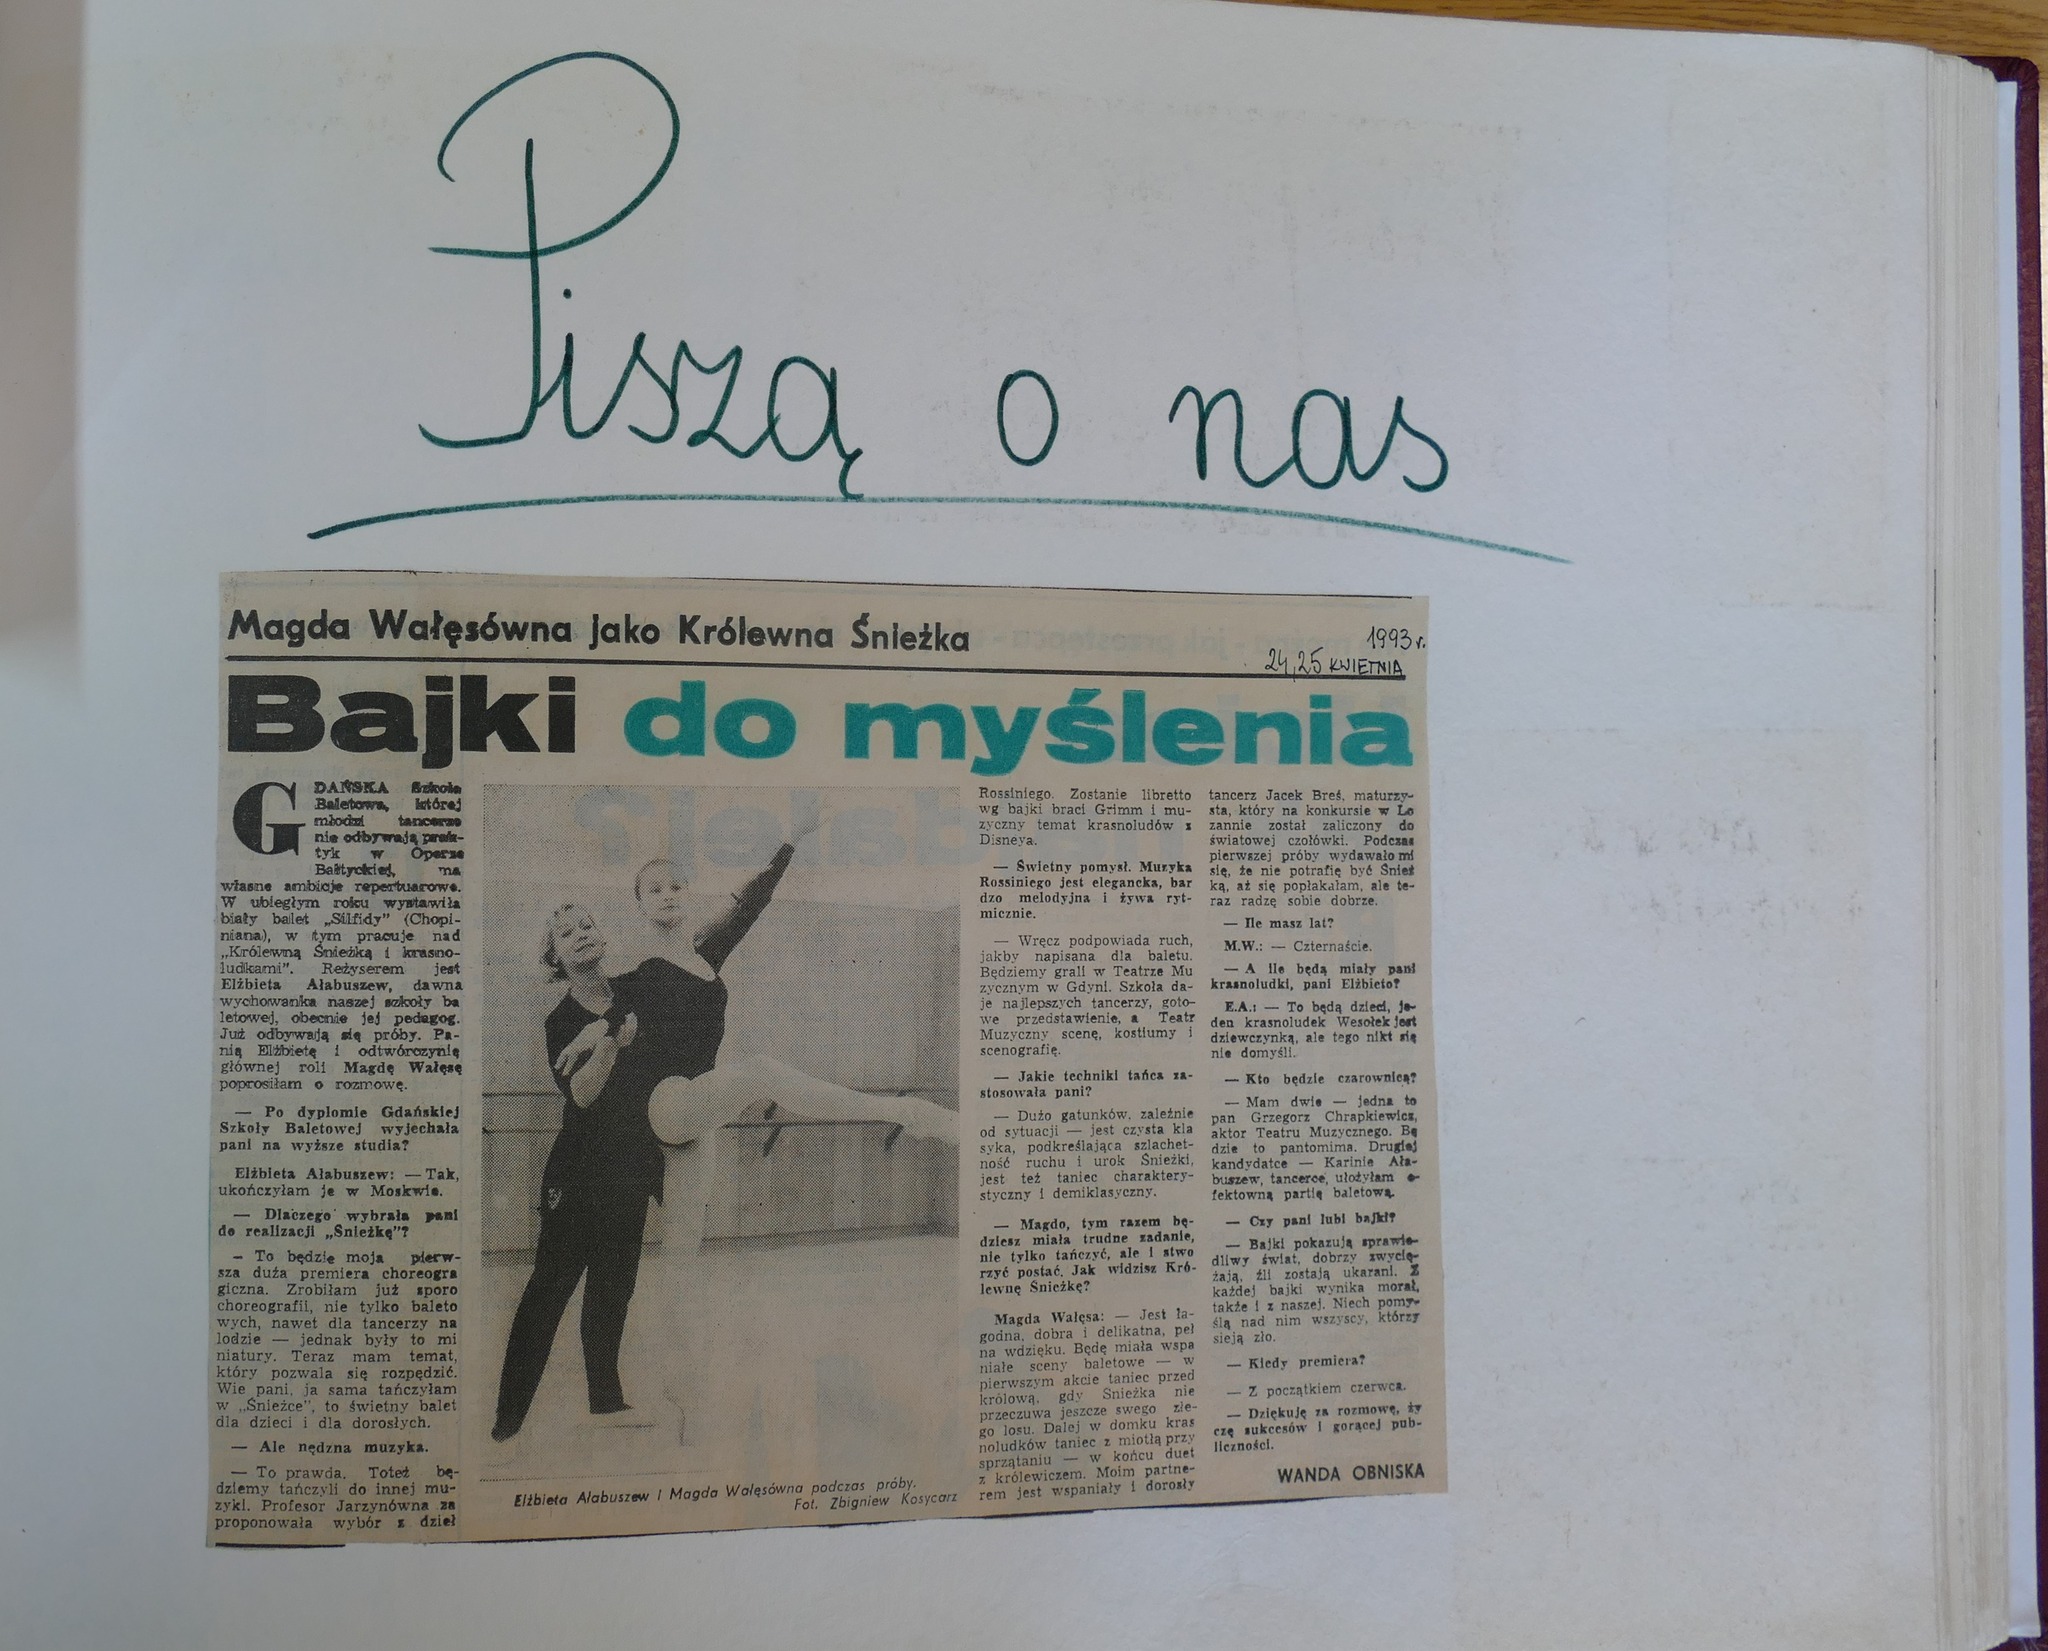 Piszą o nas
Magda Wałęsówna jako Królewna Śnieżka
1993 r.
24, 25 KWIETNIA
Bajki do myślenia
GDAŃSKA Szkoła
Baletowa, której
młodzi tancerze
nie odbywają prak-
tyk w Operze
Bałtyckiej, ma
własne ambicje repertuarowe.
W ubiegłym roku wystawiła
biały balet „Silfidy” (Chopi-
niana), w tym pracuje nad
„Królewną Śnieżką i krasno-
ludkami”. Reżyserem jest
Elżbieta Ałabuszew, dawna
wychowanka naszej szkoły ba
letowej, obecnie jej pedagog.
Już odbywają się próby. Pa-
nią Elżbietę i odtwórczynię
głównej roli Magdę Wałęsę
poprosiłam o rozmowę.
— Po dyplomie Gdańskiej
Szkoły Baletowej wyjechała
pani na wyższe studia?
Elżbieta Ałabuszew: — Tak,
ukończyłam je w Moskwie.
— Dlaczego wybrała pani
do realizacji „Śnieżkę”?
— To będzie moja pierw-
sza duża premiera choreogra
giczna. Zrobiłam już sporo
choreografii, nie tylko baleto
wych, nawet dla tancerzy na
lodzie — jednak były to mi
niatury. Teraz mam temat,
który pozwala się rozpędzić.
Wie pani, ja sama tańczyłam
w „Śnieżce”, to świetny balet
dla dzieci i dla dorosłych.
— Ale nędzna muzyka.
— To prawda. Toteż bę-
dziemy tańczyli do innej mu-
zyki. Profesor Jarzynówna za
proponowała wybór z dzieł
Elżbieta Ałabuszew i Magda Wałęsówna podczas próby.
Fot. Zbigniew Kosycarz
Rossiniego. Zostanie libretto
wg bajki braci Grimm i mu-
zyczny temat krasnoludów z
Disneya.
— Świetny pomysł. Muzyka
Rossiniego jest elegancka, bar
dzo melodyjna i żywa ryt-
micznie.
— Wręcz podpowiada ruch,
jakby napisana dla baletu.
Będziemy grali w Teatrze Mu
zycznym w Gdyni. Szkoła da-
je najlepszych tancerzy, goto-
we przedstawienie, a Teatr
Muzyczny scenę, kostiumy i
scenografię.
— Jakie techniki tańca za-
stosowała pani?
— Dużo gatunków, zależnie
od sytuacji — jest czysta kla
syka, podkreślająca szlachet-
ność ruchu i urok Śnieżki,
jest też taniec charaktery-
styczny i demiklasyczny.
— Magdo, tym razem bę-
dziesz miała trudne zadanie,
nie tylko tańczyć, ale i stwo
rzyć postać. Jak widzisz Kró-
lewnę Śnieżkę?
Magda Wałęsa: — Jest ła-
godna, dobra i delikatna, peł
na wdzięku. Będę miała wspa
niałe sceny baletowe — w
pierwszym akcie taniec przed
królową, gdy Śnieżka nie
przeczuwa jeszcze swego złe-
go losu. Dalej w domku kras
noludków taniec z miotłą przy
sprzątaniu — w końcu duet
z królewiczem. Moim partne-
rem jest wspaniały i dorosły
tancerz Jacek Breś, maturzy-
sta, który na konkursie w Lo
zannie został zaliczony do
światowej czołówki. Podczas
pierwszej próby wydawało mi
się, że nie potrafię być Śnież
ką, aż się popłakałam, ale te-
raz radzę sobie dobrze.
— Ile masz lat?
M.W.: — Czternaście.
— A ile będą miały pani
krasnoludki, pani Elżbieto?
E.A.: — To będą dzieci, je-
den krasnoludek Wesołek jest
dziewczynką, ale tego nikt się
nie domyśli.
— Kto będzie czarownicą?
— Mam dwie — jedna to
pan Grzegorz Chrapkiewicz,
aktor Teatru Muzycznego. Bę
dzie to pantomima. Drugiej
kandydatce — Karinie Ała-
buszew, tancerce, ułożyłam e-
fektowną partię baletową.
— Czy pani lubi bajki?
— Bajki pokazują sprawie-
dliwy świat, dobrzy zwycię-
żają, źli zostają ukarani. Z
każdej bajki wynika morał,
także i z naszej. Niech pomy-
ślą nad nim wszyscy, którzy
sieją zło.
— Kiedy premiera?
— Z początkiem czerwca.
— Dziękuję za rozmowę, ży
czę sukcesów i gorącej pub-
liczności.
WANDA OBNISKA